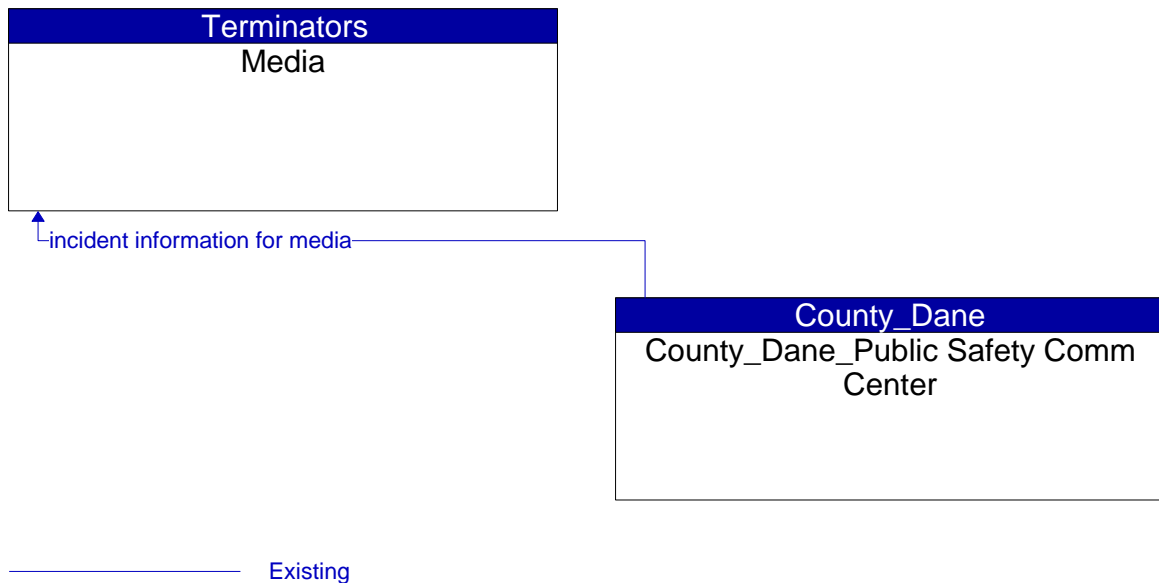 Terminators
Media
incident information for media
County_Dane
County_Dane_Public Safety Comm
Center
Existing